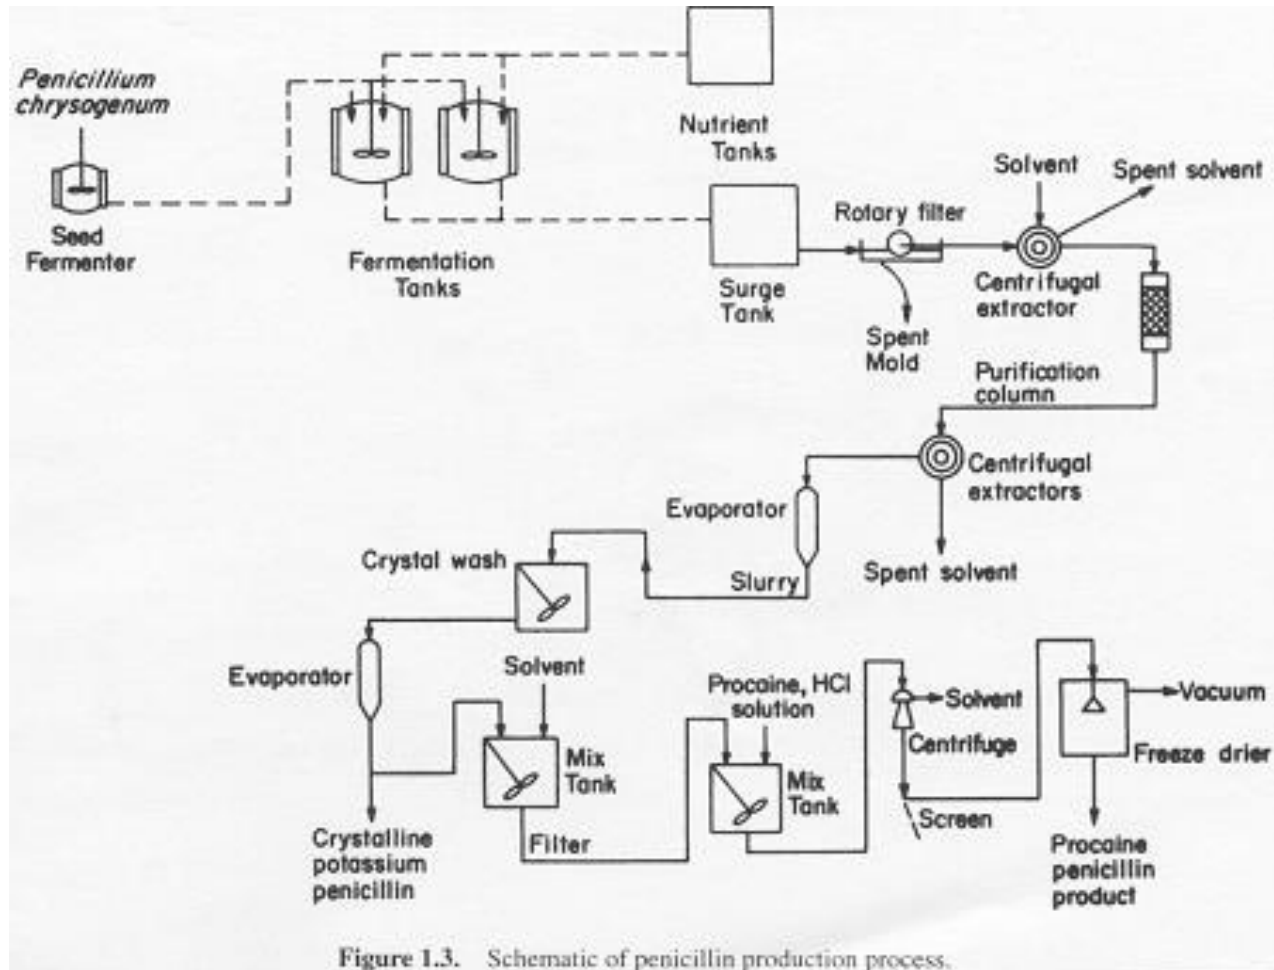 Penicillium
chrysogenum
Seed
Fermenter
Fermentation
Tanks
Nutrient
Tanks
Surge
Tank
Rotary filter
Spent
Mold
Solvent
Spent solvent
Centrifugal
extractor
Purification
column
Centrifugal
extractors
Spent solvent
Evaporator
Slurry
Crystal wash
Evaporator
Crystalline
potassium
penicillin
Solvent
Mix
Tank
Filter
Procaine, HCl
solution
Mix
Tank
Solvent
Centrifuge
Screen
Vacuum
Freeze drier
Procaine
penicillin
product
Figure 1.3. Schematic of penicillin production process.